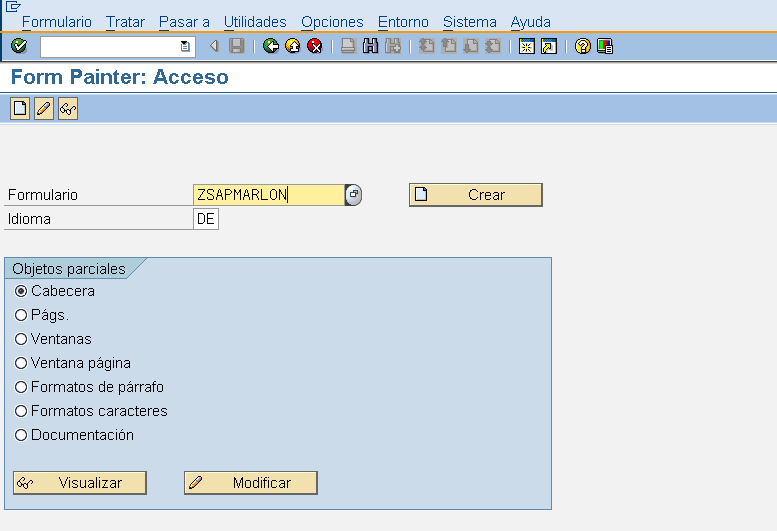 Formulario Tratar Pasar a Utilidades Opciones Entorno Sistema Ayuda
Form Painter: Acceso
Formulario ZSAPMARLON Crear
Idioma DE
Objetos parciales
Cabecera
Págs.
Ventanas
Ventana página
Formatos de párrafo
Formatos caracteres
Documentación
Visualizar Modificar